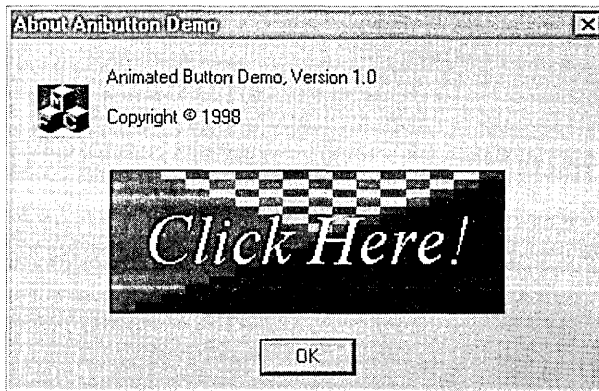 About Anibutton Demo
Animated Button Demo, Version 1.0
Copyright © 1998
Click Here!
OK